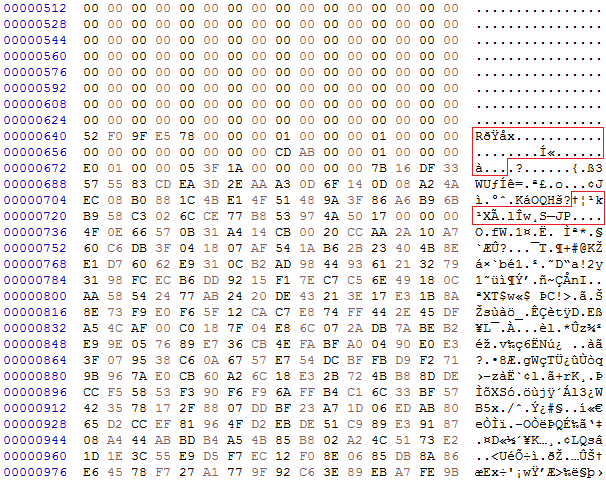 00000512 00 00 00 00 00 00 00 00 00 00 00 00 00 00 00 00 ................
00000528 00 00 00 00 00 00 00 00 00 00 00 00 00 00 00 00 ................
00000544 00 00 00 00 00 00 00 00 00 00 00 00 00 00 00 00 ................
00000560 00 00 00 00 00 00 00 00 00 00 00 00 00 00 00 00 ................
00000576 00 00 00 00 00 00 00 00 00 00 00 00 00 00 00 00 ................
00000592 00 00 00 00 00 00 00 00 00 00 00 00 00 00 00 00 ................
00000608 00 00 00 00 00 00 00 00 00 00 00 00 00 00 00 00 ................
00000624 00 00 00 00 00 00 00 00 00 00 00 00 00 00 00 00 ................
00000640 52 F0 9F E5 78 00 00 00 01 00 00 00 01 00 00 00 RðŸåx...........
00000656 00 00 00 00 00 00 00 00 CD AB 00 00 01 00 00 00 ........Í«......
00000672 E0 01 00 00 05 3F 1A 00 00 00 00 00 7B 16 DF 33 à....?......{.ß3
00000688 57 55 83 CD EA 3D 2E AA A3 0D 6F 14 0D 08 A2 4A WUƒÍê=.ª£.o...¢J
00000704 EC 08 B0 88 1C 4B E1 4F 51 48 9A 3F 86 A6 B9 6B ì.°ˆ.KáOQHš?†¦¹k
00000720 B9 58 C3 02 6C CE 77 B8 53 97 4A 50 17 00 00 00 ¹XÃ.lÎw¸S—JP....
00000736 4F 0E 66 57 0B 31 A4 14 CB 00 20 CC AA 2A 10 A7 O.fW.1¤.Ë. Ìª*.§
00000752 60 C6 DB 3F 04 18 07 AF 54 1A B6 2B 23 40 4B 8E `ÆÛ?...¯T.¶+#@KŽ
00000768 E1 D7 60 62 E9 31 0C B2 AD 98 44 93 61 21 32 79
00000784 31 98 FC EC B6 DD 92 15 F1 7E C7 C5 6E 49 18 0C 1˜üì¶Ý’.ñ~ÇÅnI..
00000800 AA 58 54 24 77 AB 24 20 DE 43 21 3E 17 E3 1B 8A ªXT$w«$ ÞC!>.ã.Š
00000816 8E 73 F9 E0 F6 5F 12 CA C7 E8 74 FF 44 2E 45 DF Žsùàö_.ÊÇètÿD.Eß
00000832 A5 4C AF 00 C0 18 7F 04 E8 6C 07 2A DB 7A BE B2 ¥L¯.À...èl.*Ûz¾²
00000848 E9 9E 05 76 89 E7 36 CB 4E FA BF A0 04 90 E0 E3
00000864 3F 07 95 38 C6 0A 67 57 E7 54 DC BF FB D9 F2 71 ?.•8Æ.gWçTÜ¿ûÙòq
00000880 9B 96 7A E0 CB 60 A2 6C 18 E3 2B 72 4B B8 8D DE ›–zàË`¢l.ã+rK¸.Þ
00000896 CC F5 58 53 F3 90 F6 F9 6A FF B4 C1 6C 33 BF 57 ÌõXSó.öùjÿ´Ál3¿W
00000912 42 35 78 17 2F 88 07 DD BF 23 A7 1D 06 ED AB 80 B5x./ˆ.Ý¿#§..í«€
00000928 65 D2 CC EF 81 96 4F D2 EB DE 51 C9 89 E3 91 87 eÒÌï.–OÒëÞQÉ‰ã‘‡
00000944 08 A4 44 AB BD B4 A5 4B 85 B8 02 A2 4C 51 73 E2 .¤D«½´¥K…¸.¢LQsâ
00000960 1D 1E 3C 55 E9 D5 F7 EC 12 F0 8E 06 85 DB 8A 86 ..<UéÕ÷ì.ðŽ.…ÛŠ†
00000976 E6 45 78 F7 27 A1 77 9F 92 C6 3E 89 EB A7 FE 9B æEx÷'¡wŸ’Æ>‰ë§þ›